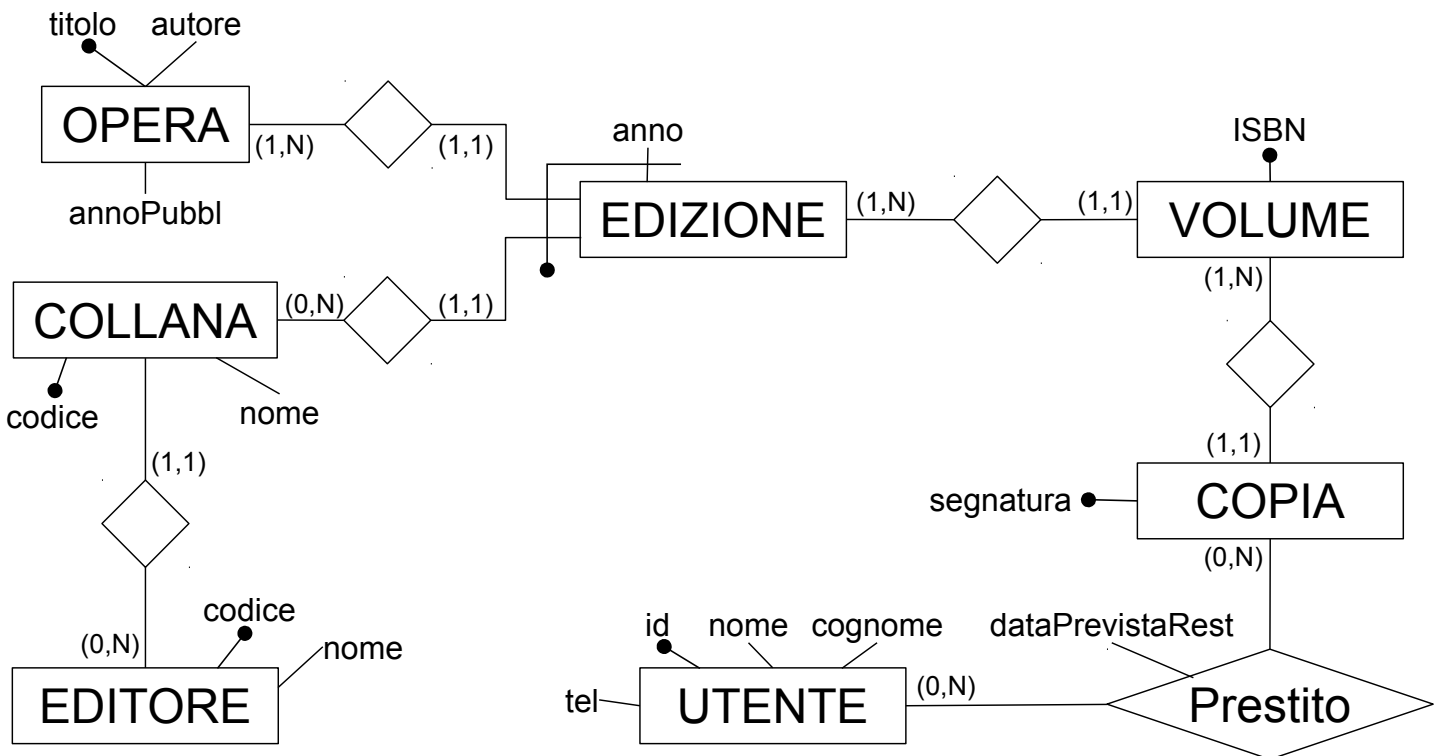 titolo autore
OPERA
(1,N)
(1,1)
annoPubbl
anno
EDIZIONE
(1,N)
(1,1)
ISBN
VOLUME
(1,N)
COLLANA
(0,N)
(1,1)
codice
nome
(1,1)
(1,1)
segnatura
COPIA
(0,N)
(0,N)
codice
nome
EDITORE
id nome cognome
tel
UTENTE
(0,N)
dataPrevistaRest
Prestito